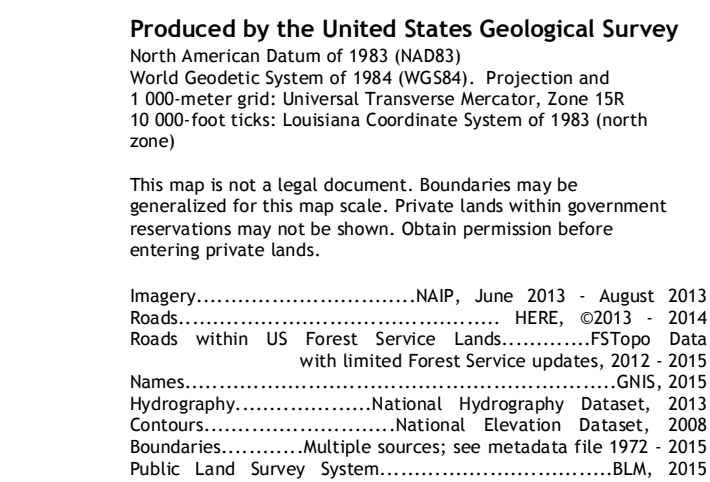 Produced by the United States Geological Survey
North American Datum of 1983 (NAD83)
World Geodetic System of 1984 (WGS84).  Projection and
1 000-meter grid: Universal Transverse Mercator, Zone 15R
10 000-foot ticks: Louisiana Coordinate System of 1983 (north
zone)
This map is not a legal document. Boundaries may be
generalized for this map scale. Private lands within government
reservations may not be shown. Obtain permission before
entering private lands.
Imagery................................NAIP, June 2013 - August 2013
Roads............................................... HERE, ©2013 - 2014
Roads within US Forest Service Lands.............FSTopo Data
with limited Forest Service updates, 2012 - 2015
Names...............................................................GNIS, 2015
Hydrography....................National Hydrography Dataset, 2013
Contours............................National Elevation Dataset, 2008
Boundaries............Multiple sources; see metadata file 1972 - 2015
Public Land Survey System..................................BLM, 2015